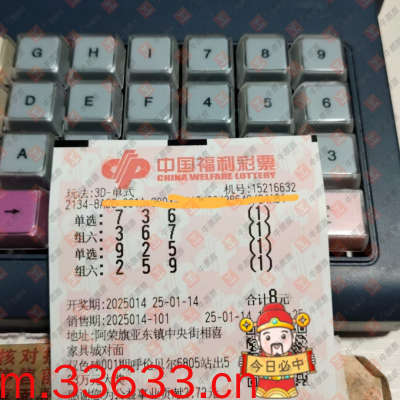 G H I 7 8 9
D E F 4 5 6
A 3
→
中国福利彩票
CHINA WELFARE LOTTERY
玩法:3D-单式 机号:15216632
单选: 7 3 6 (1)
组六: 3 6 7 (1)
单选: 9 2 5 (1)
组六: 2 5 9 (1)
开奖期:2025014 25-01-14 合计8元
销售期:2025014-101 25-01-14
地址:阿荣旗亚东镇中央街相喜
家具城对面
今日必中
m.33633.cn